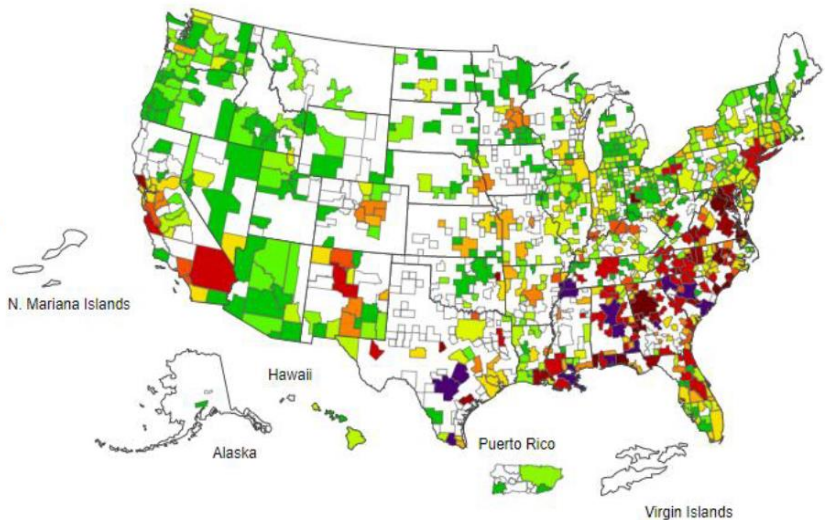 N. Mariana Islands
Hawaii
Alaska
Puerto Rico
Virgin Islands